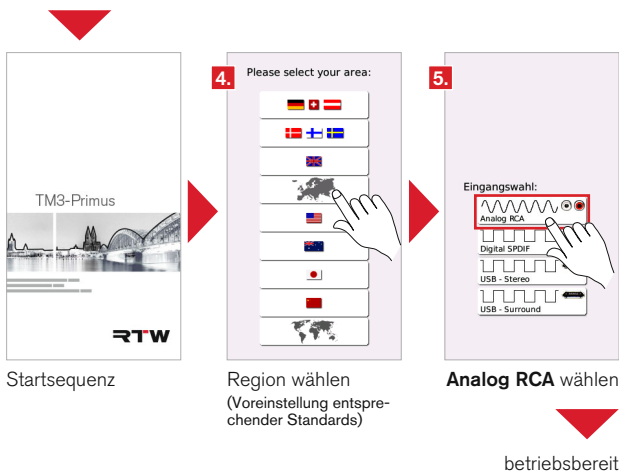 TM3-Primus
RTW
Startsequenz
4.
Please select your area:
Region wählen
(Voreinstellung entspre-
chender Standards)
5.
Eingangswahl:
Analog RCA
Digital SPDIF
USB - Stereo
USB - Surround
Analog RCA wählen
betriebsbereit